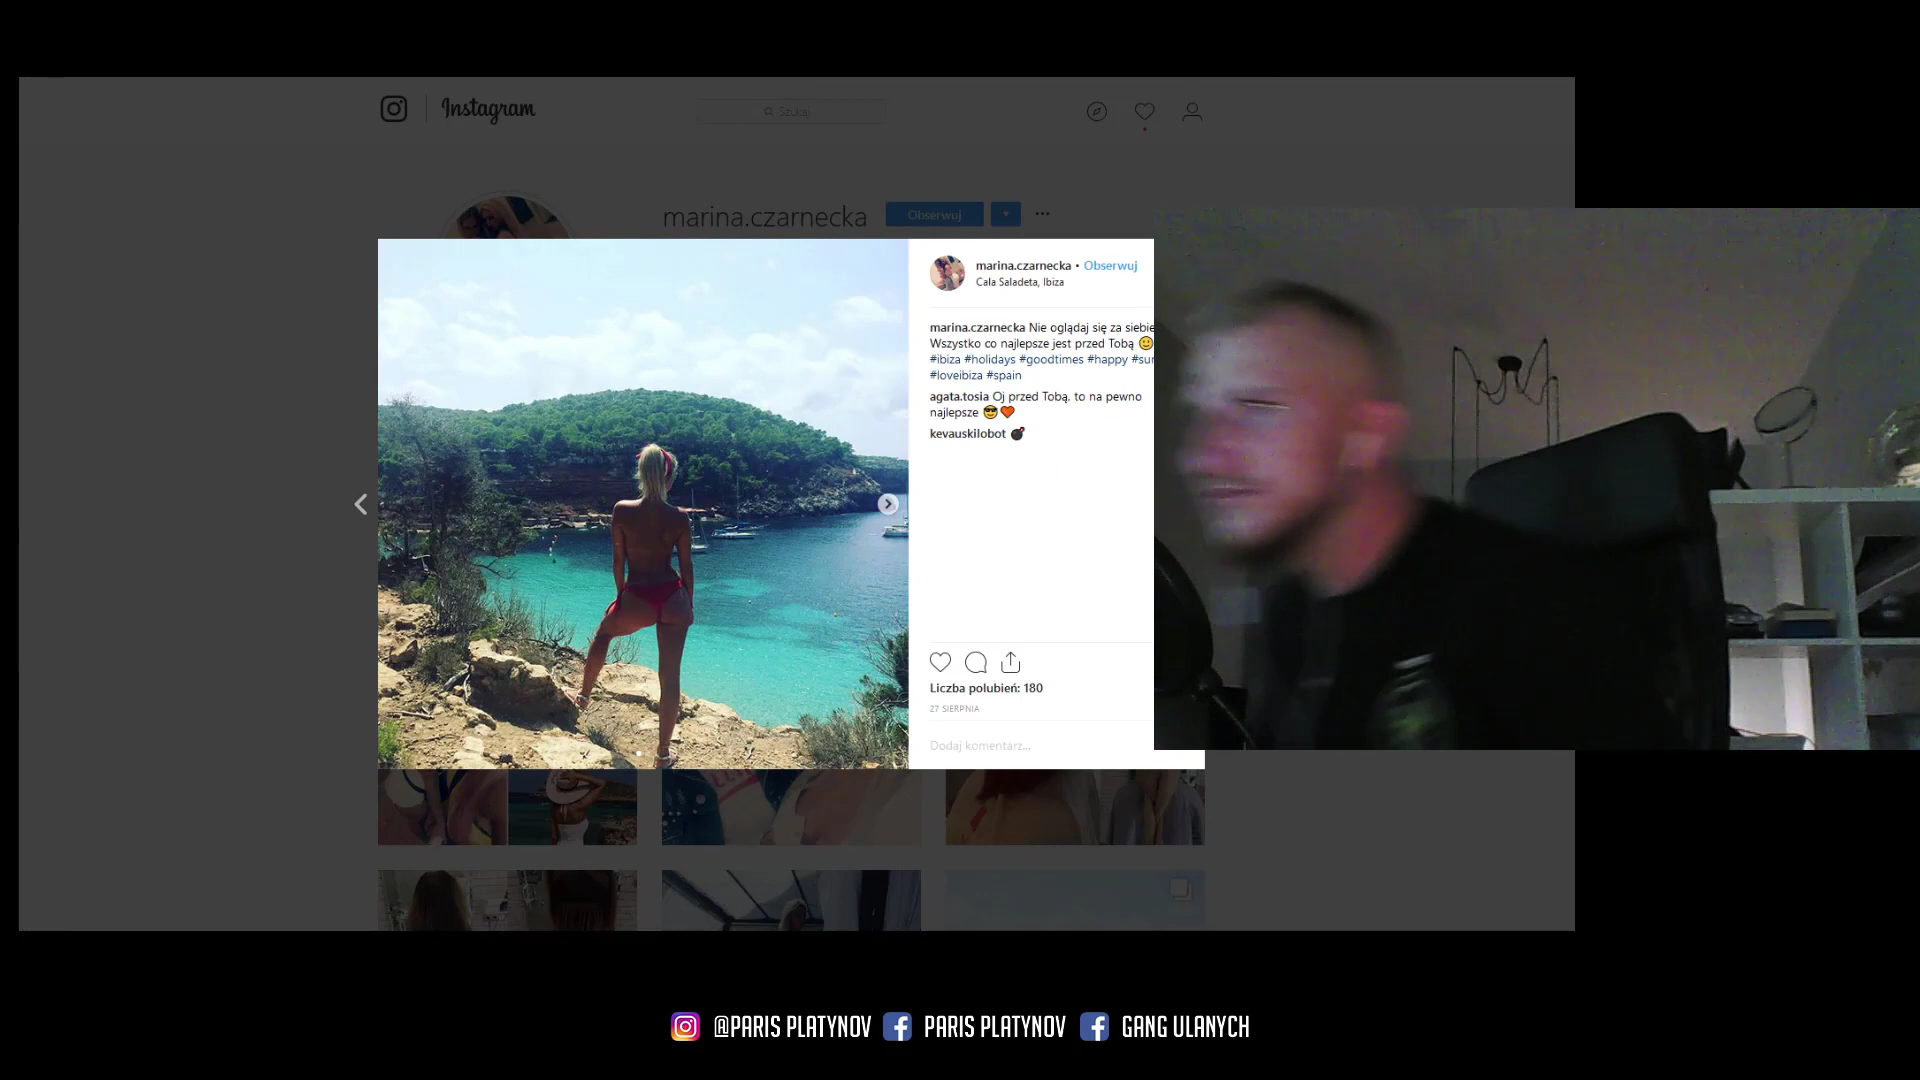 Instagram
Szukaj
marina.czarnecka Obserwuj
marina.czarnecka • Obserwuj
Cala Saladeta, Ibiza
marina.czarnecka Nie oglądaj się za siebie
Wszystko co najlepsze jest przed Tobą 🙂
#ibiza #holidays #goodtimes #happy
#loveibiza #spain
agata.tosia Oj przed Tobą, to na pewno
najlepsze 😎❤️
kevauskilobot 💣
Liczba polubień: 180
27 SIERPNIA
Dodaj komentarz...
@PARIS PLATYNOV PARIS PLATYNOV GANG ULANYCH